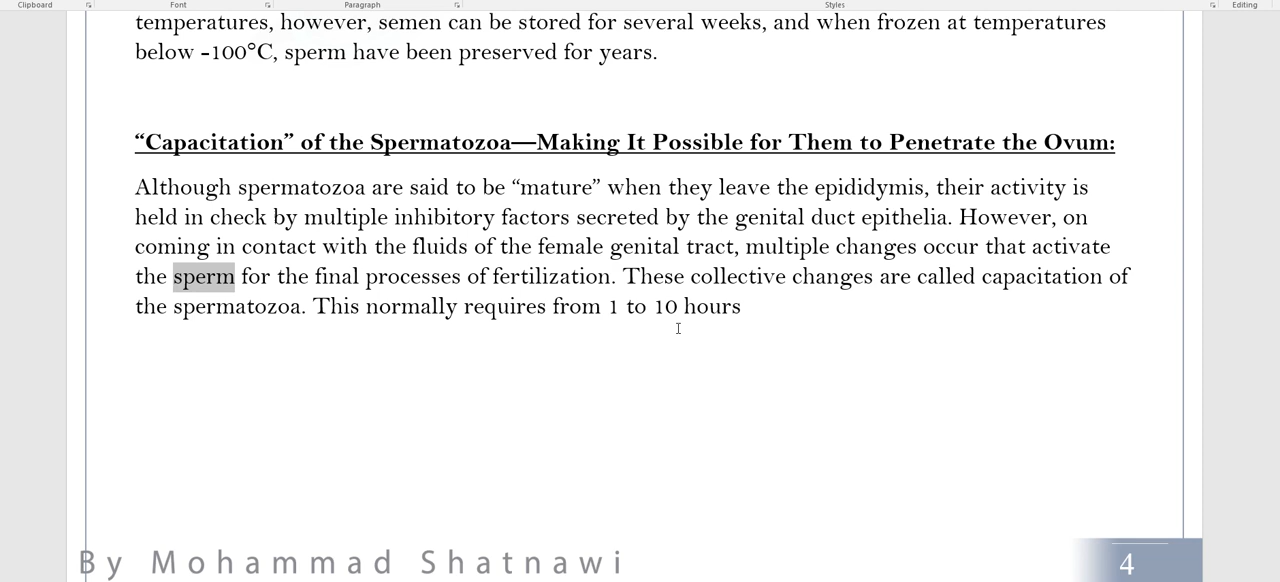 Clipboard Font Paragraph Styles Editing
temperatures, however, semen can be stored for several weeks, and when frozen at temperatures
below -100°C, sperm have been preserved for years.
“Capacitation” of the Spermatozoa—Making It Possible for Them to Penetrate the Ovum:
Although spermatozoa are said to be “mature” when they leave the epididymis, their activity is
held in check by multiple inhibitory factors secreted by the genital duct epithelia. However, on
coming in contact with the fluids of the female genital tract, multiple changes occur that activate
the sperm for the final processes of fertilization. These collective changes are called capacitation of
the spermatozoa. This normally requires from 1 to 10 hours
By Mohammad Shatnawi 4